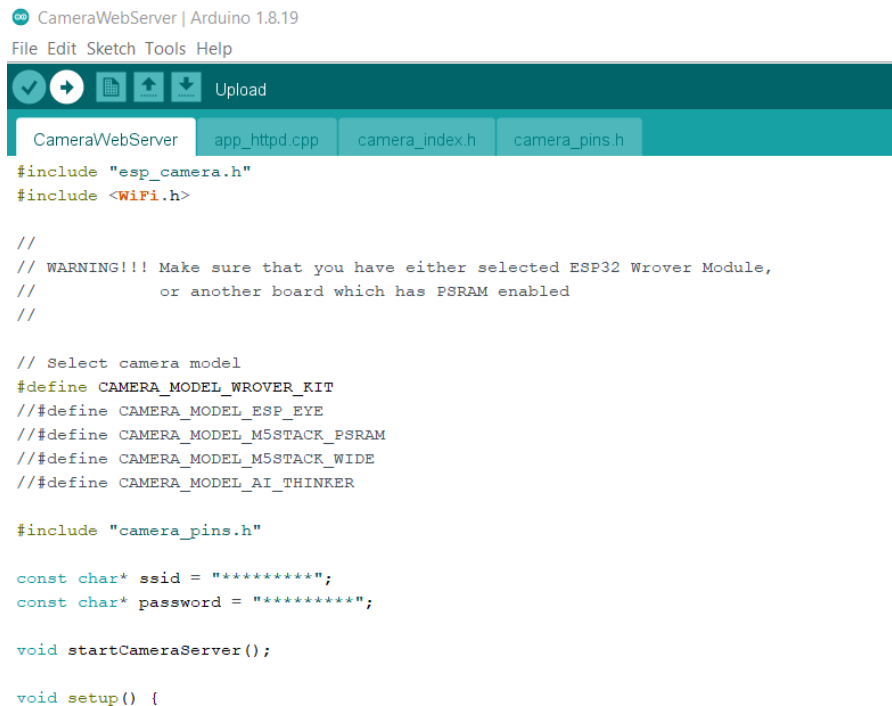 CameraWebServer | Arduino 1.8.19
File Edit Sketch Tools Help
Upload
CameraWebServer app_httpd.cpp camera_index.h camera_pins.h
#include "esp_camera.h"
#include <WiFi.h>
//
// WARNING!!! Make sure that you have either selected ESP32 Wrover Module,
//            or another board which has PSRAM enabled
//
// Select camera model
#define CAMERA_MODEL_WROVER_KIT
//#define CAMERA_MODEL_ESP_EYE
//#define CAMERA_MODEL_M5STACK_PSRAM
//#define CAMERA_MODEL_M5STACK_WIDE
//#define CAMERA_MODEL_AI_THINKER
#include "camera_pins.h"
const char* ssid = "*********";
const char* password = "*********";
void startCameraServer();
void setup() {